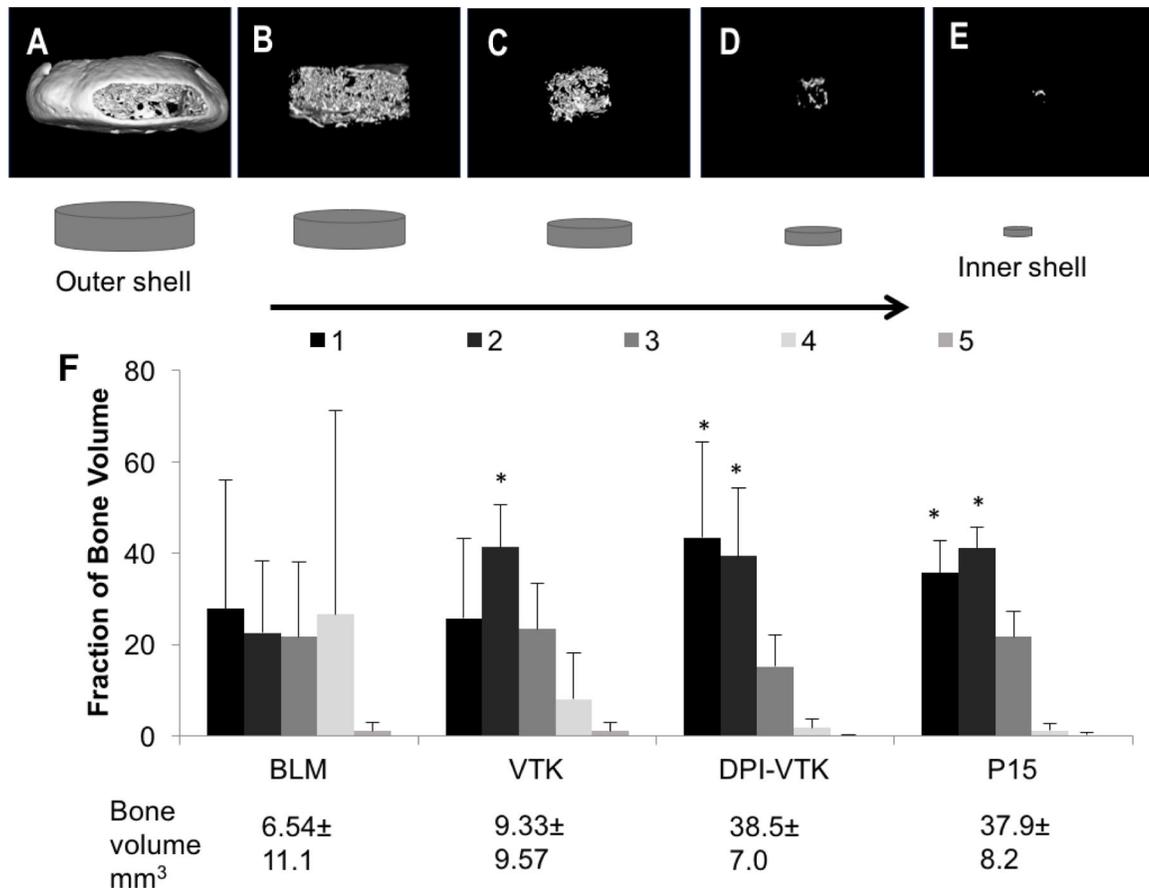 A B C D E
Outer shell
Inner shell
1 2 3 4 5
F
Fraction of Bone Volume
80
60
40
20
0
*
* *
* *
BLM VTK DPI-VTK P15
Bone volume mm³
6.54± 11.1
9.33± 9.57
38.5± 7.0
37.9± 8.2